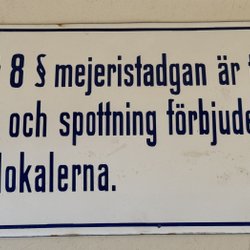 8 § mejeristadgan är
och spottning förbjude
lokalerna.